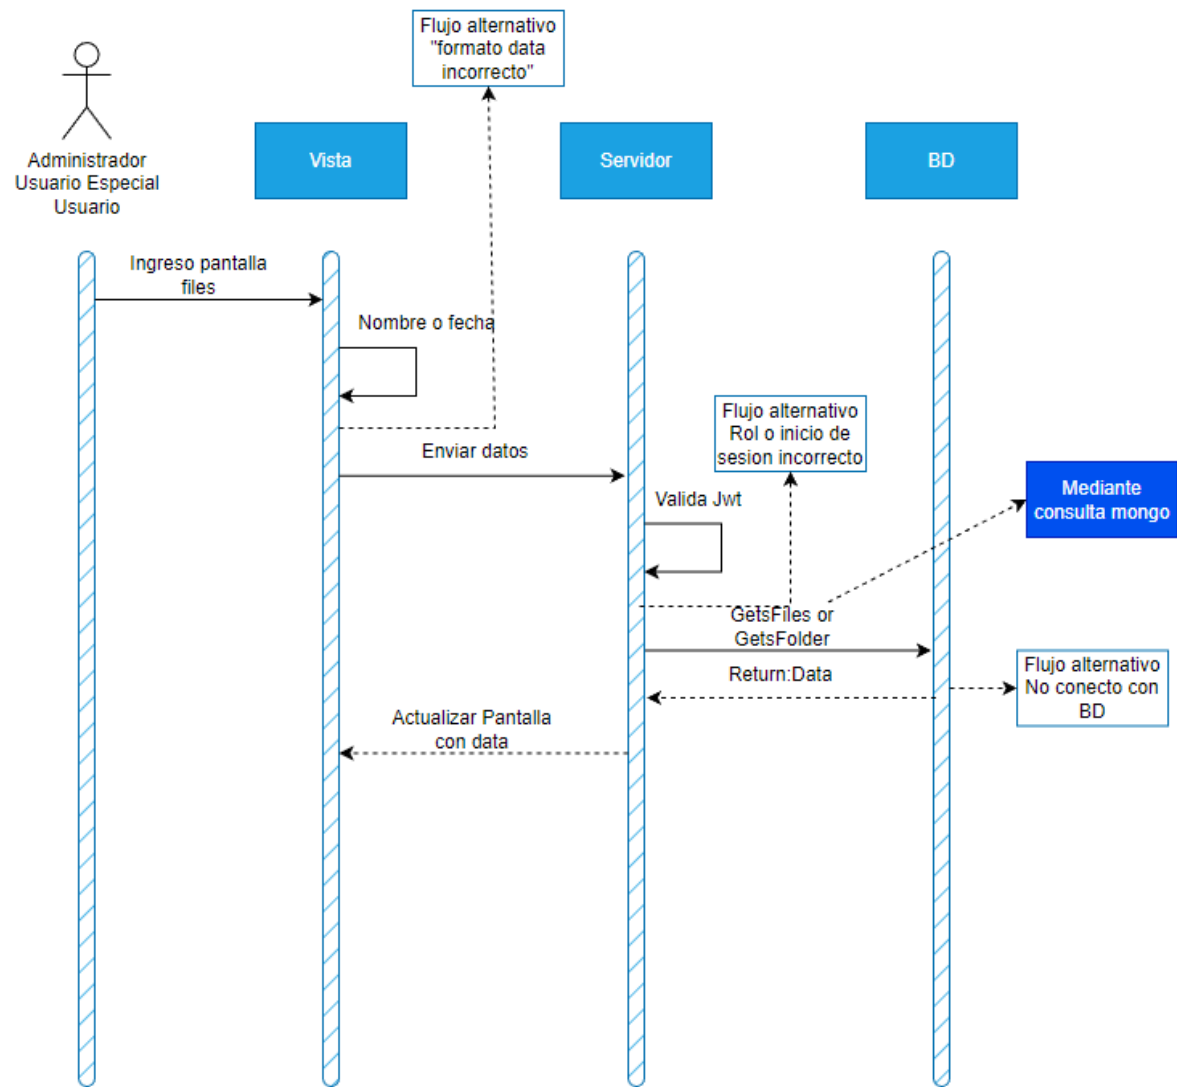 Flujo alternativo
"formato data
incorrecto"
Administrador
Usuario Especial
Usuario
Vista
Servidor
BD
Ingreso pantalla
files
Nombre o fecha
Enviar datos
Flujo alternativo
Rol o inicio de
sesion incorrecto
Valida Jwt
Mediante
consulta mongo
GetsFiles or
GetsFolder
Return:Data
Flujo alternativo
No conecto con
BD
Actualizar Pantalla
con data